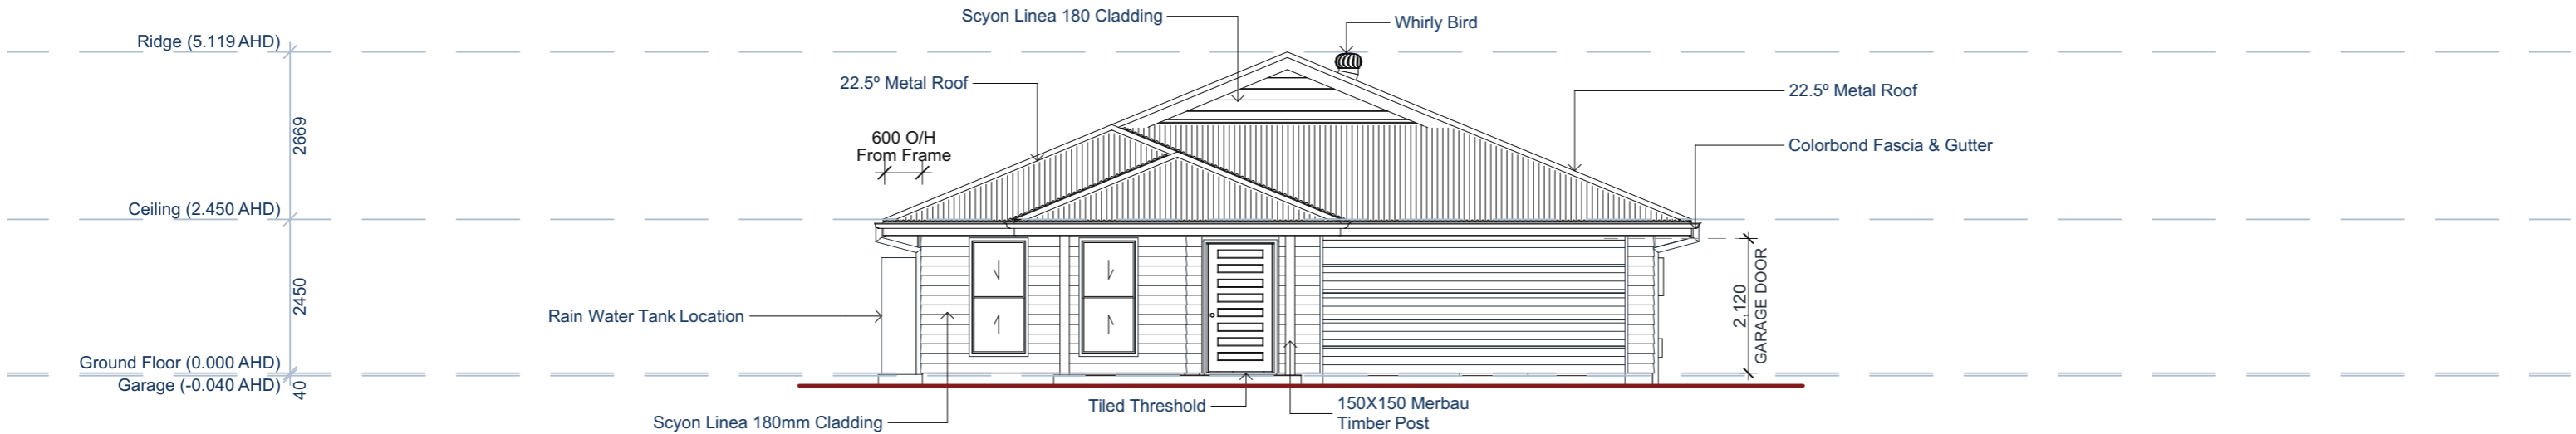 Scyon Linea 180 Cladding
Whirly Bird
Ridge (5.119 AHD)
22.5º Metal Roof
22.5º Metal Roof
2669
600 O/H
From Frame
Colorbond Fascia & Gutter
Ceiling (2.450 AHD)
2450
Rain Water Tank Location
2,120
GARAGE DOOR
Ground Floor (0.000 AHD)
Garage (-0.040 AHD)
40
Tiled Threshold
150X150 Merbau
Timber Post
Scyon Linea 180mm Cladding